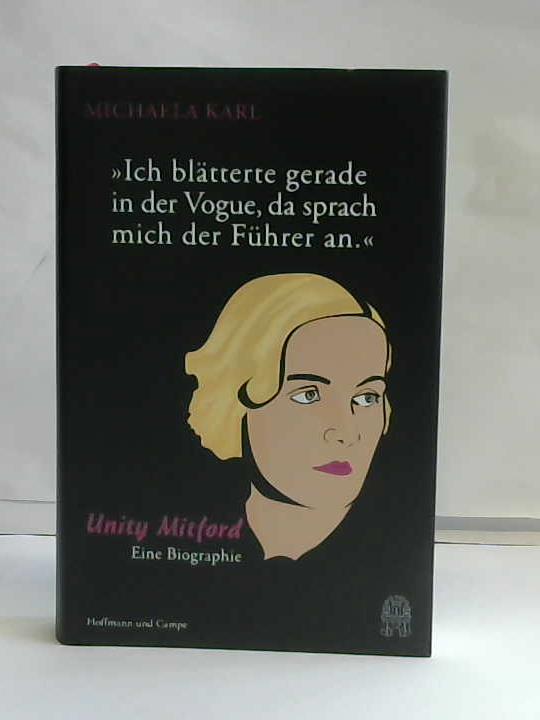 MICHAELA KARL
»Ich blätterte gerade
in der Vogue, da sprach
mich der Führer an.«
Unity Mitford
Eine Biographie
Hoffmann und Campe